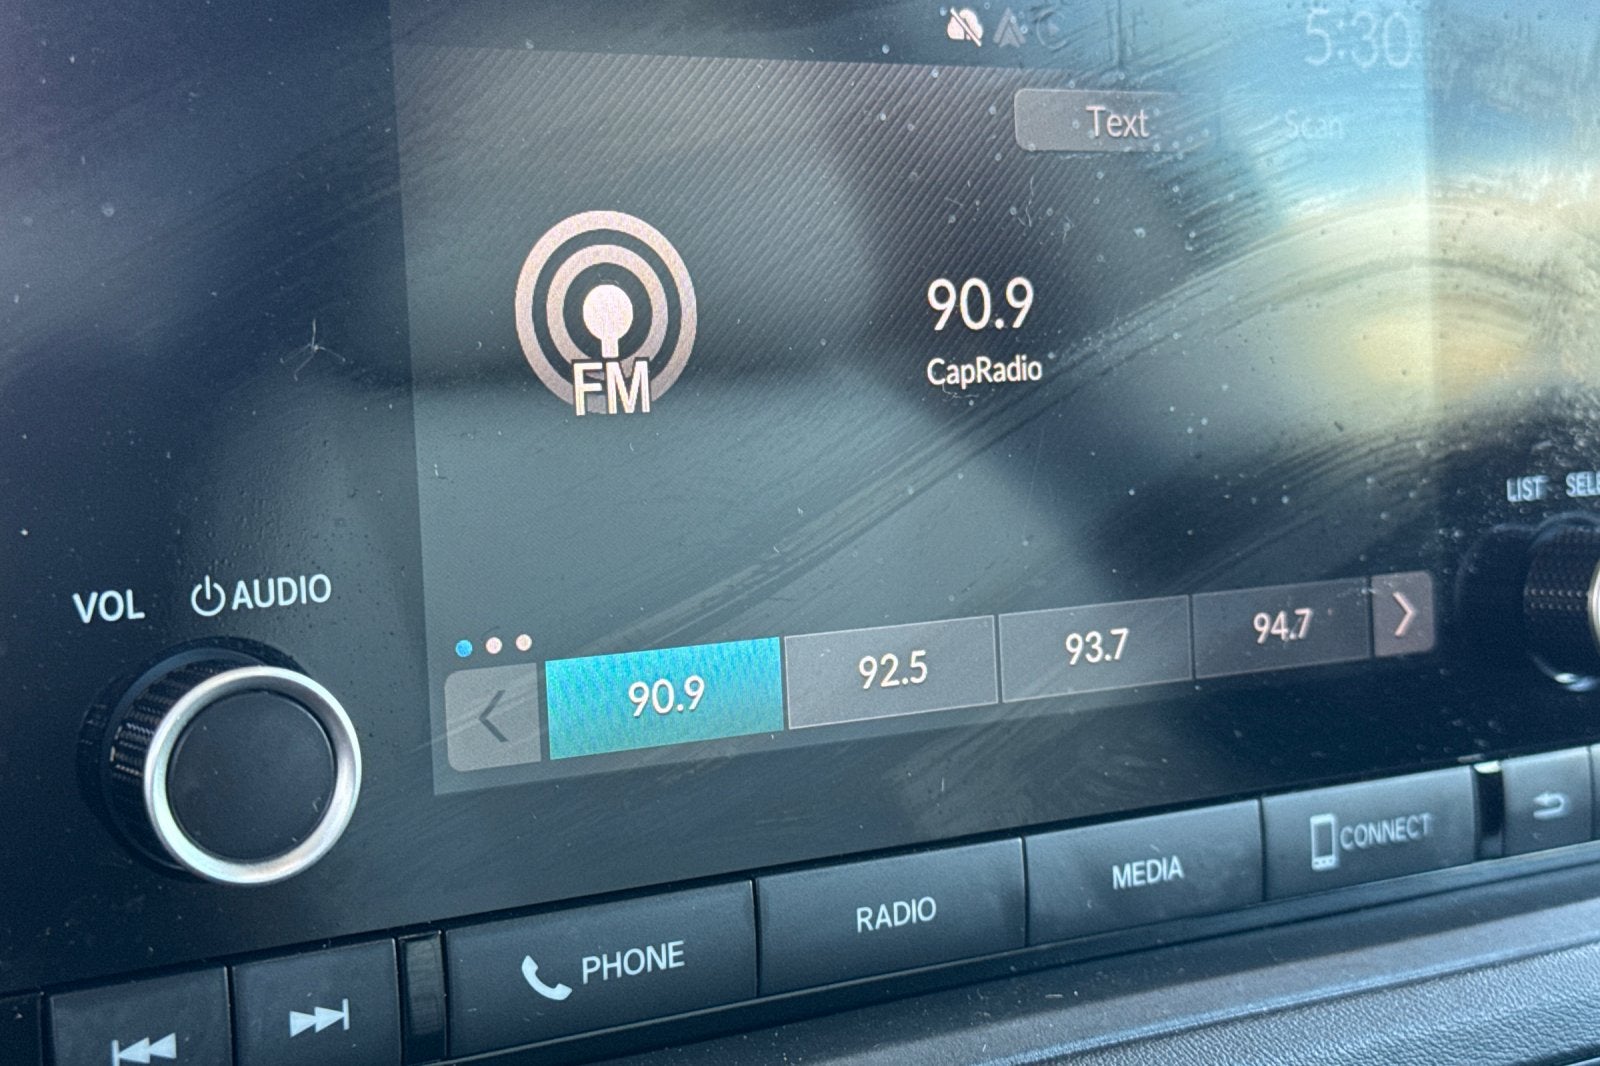 5:30
Text
Scan
FM
90.9
CapRadio
LIST
VOL
AUDIO
90.9
92.5
93.7
94.7
PHONE
RADIO
MEDIA
CONNECT